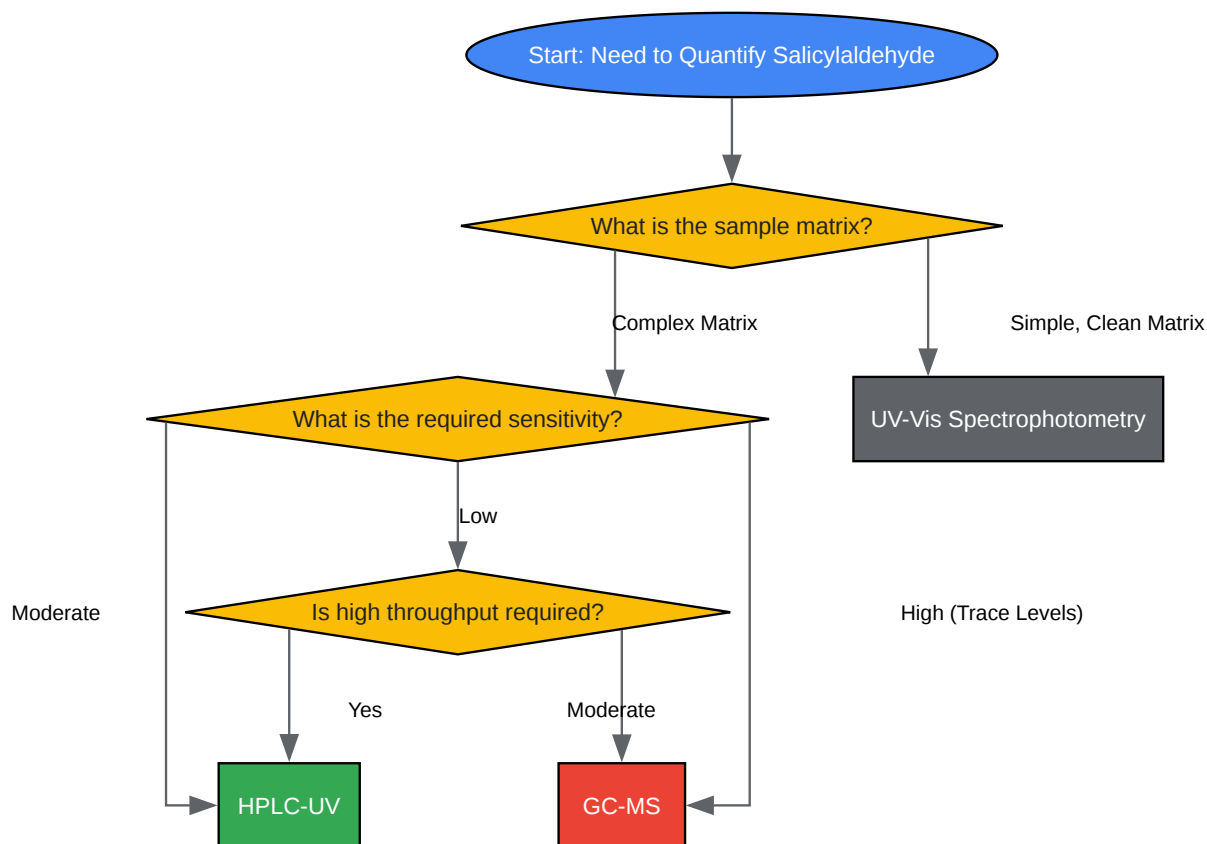 Start: Need to Quantify Salicylaldehyde
What is the sample matrix?
Complex Matrix
Simple, Clean Matrix
What is the required sensitivity?
UV-Vis Spectrophotometry
Low
Moderate
Is high throughput required?
High (Trace Levels)
Yes
Moderate
HPLC-UV
GC-MS